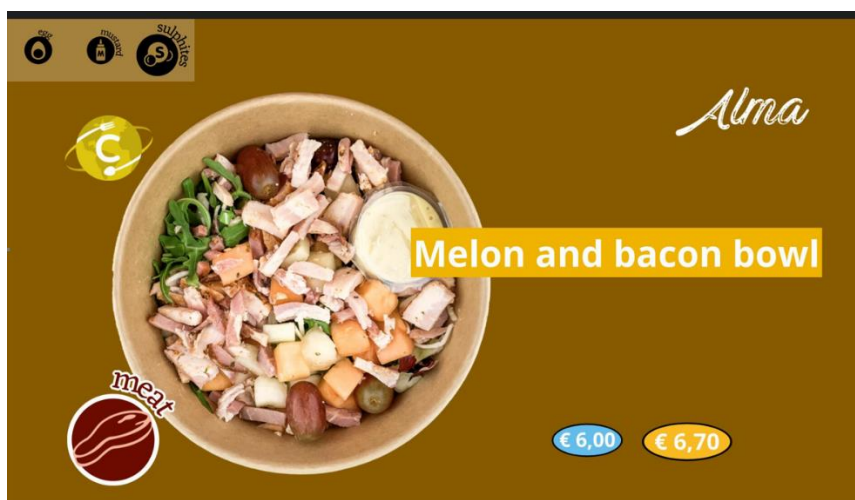 egg
mustard
sulphites
M
S
Alma
C
Melon and bacon bowl
meat
€ 6,00
€ 6,70